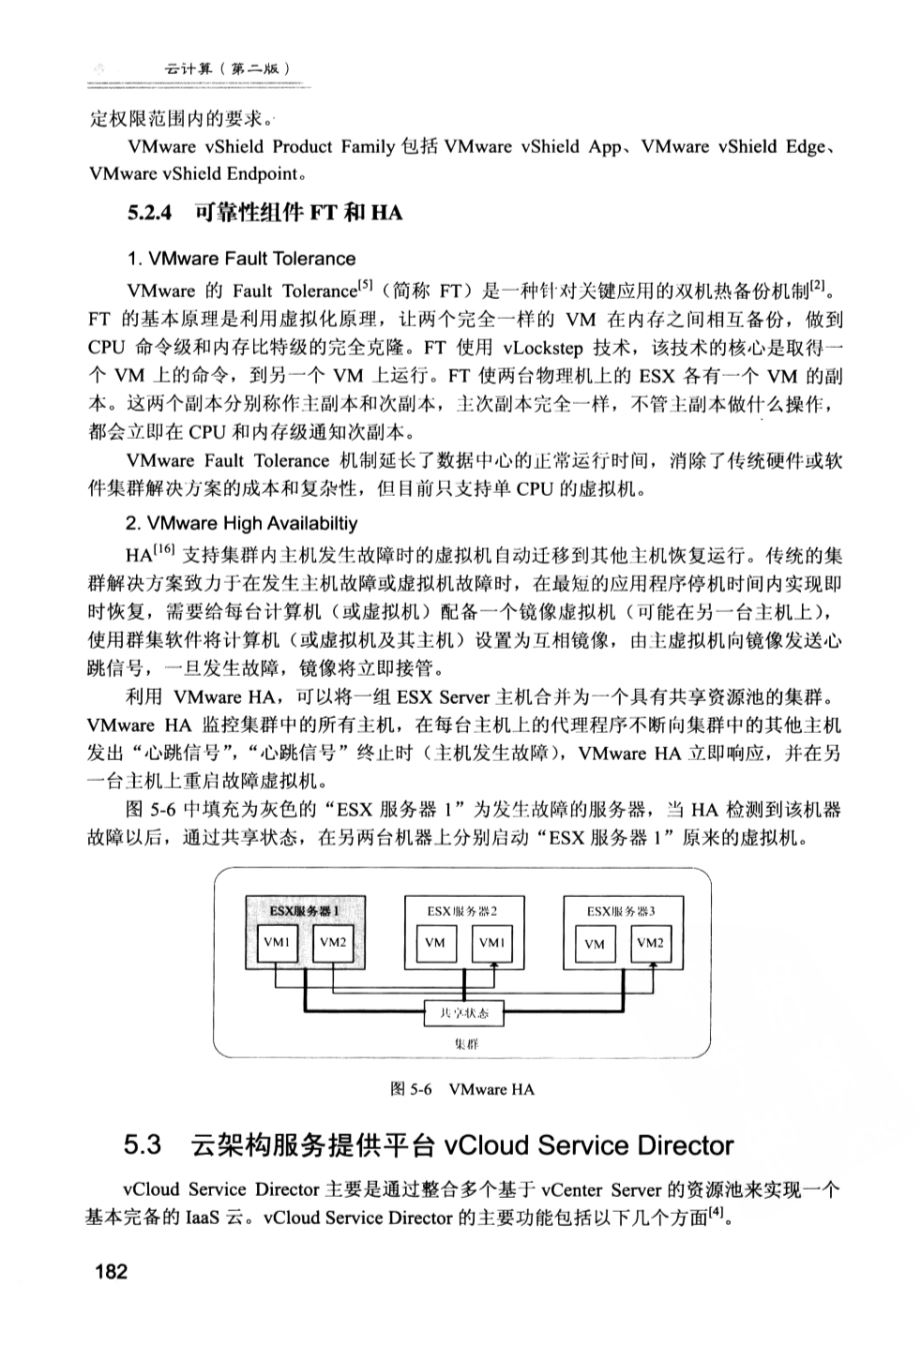 云计算（第二版）
定权限范围内的要求。
VMware vShield Product Family 包括 VMware vShield App、VMware vShield Edge、
VMware vShield Endpoint。
5.2.4 可靠性组件 FT 和 HA
1. VMware Fault Tolerance
VMware 的 Fault Tolerance[5]（简称 FT）是一种针对关键应用的双机热备份机制[2]。
FT 的基本原理是利用虚拟化原理，让两个完全一样的 VM 在内存之间相互备份，做到
CPU 命令级和内存比特级的完全克隆。FT 使用 vLockstep 技术，该技术的核心是取得一
个 VM 上的命令，到另一个 VM 上运行。FT 使两台物理机上的 ESX 各有一个 VM 的副
本。这两个副本分别称作主副本和次副本，主次副本完全一样，不管主副本做什么操作，
都会立即在 CPU 和内存级通知次副本。
VMware Fault Tolerance 机制延长了数据中心的正常运行时间，消除了传统硬件或软
件集群解决方案的成本和复杂性，但目前只支持单 CPU 的虚拟机。
2. VMware High Availabiltiy
HA[16] 支持集群内主机发生故障时的虚拟机自动迁移到其他主机恢复运行。传统的集
群解决方案致力于在发生主机故障或虚拟机故障时，在最短的应用程序停机时间内实现即
时恢复，需要给每台计算机（或虚拟机）配备一个镜像虚拟机（可能在另一台主机上），
使用群集软件将计算机（或虚拟机及其主机）设置为互相镜像，由主虚拟机向镜像发送心
跳信号，一旦发生故障，镜像将立即接管。
利用 VMware HA，可以将一组 ESX Server 主机合并为一个具有共享资源池的集群。
VMware HA 监控集群中的所有主机，在每台主机上的代理程序不断向集群中的其他主机
发出“心跳信号”，“心跳信号”终止时（主机发生故障），VMware HA 立即响应，并在另
一台主机上重启故障虚拟机。
图 5-6 中填充为灰色的“ESX 服务器 1”为发生故障的服务器，当 HA 检测到该机器
故障以后，通过共享状态，在另两台机器上分别启动“ESX 服务器 1”原来的虚拟机。
ESX服务器1 ESX服务器2 ESX服务器3
VM1 VM2 VM VM1 VM VM2
共享状态
集群
图 5-6 VMware HA
5.3 云架构服务提供平台 vCloud Service Director
vCloud Service Director 主要是通过整合多个基于 vCenter Server 的资源池来实现一个
基本完备的 IaaS 云。vCloud Service Director 的主要功能包括以下几个方面[4]。
182